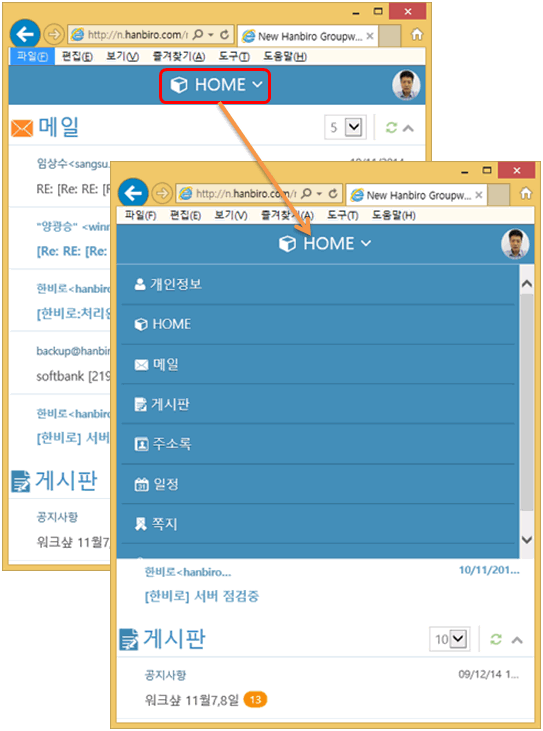 http://n.hanbiro.com/
New Hanbiro Groupw...
파일(F) 편집(E) 보기(V) 즐겨찾기(A) 도구(T) 도움말(H)
HOME
메일
5
임상수<sangsu.
10/11/2014
RE: [Re: RE: [F
"양광승" <winn
[Re: RE: [Re:
한비로<hanbiro
[한비로:처리완
backup@hanbir
softbank [219
한비로<hanbiro
[한비로] 서버
게시판
공지사항
워크샾 11월7,
http://n.hanbiro.com/r
New Hanbiro Groupw...
파일(F) 편집(E) 보기(V) 즐겨찾기(A) 도구(T) 도움말(H)
HOME
개인정보
HOME
메일
게시판
주소록
일정
쪽지
한비로<hanbiro...
10/11/201...
[한비로] 서버 점검중
게시판
10
공지사항
09/12/14 1...
워크샾 11월7,8일 13